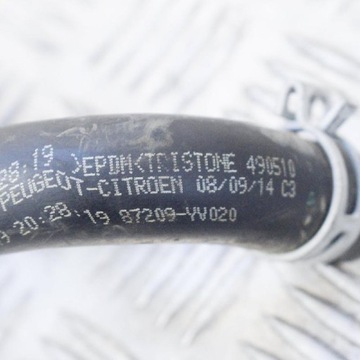 28:19 >EPDM< TRISTONE 490510
PEUGEOT-CITROEN 08/09/14 C3
20:28:19 87209-YV020